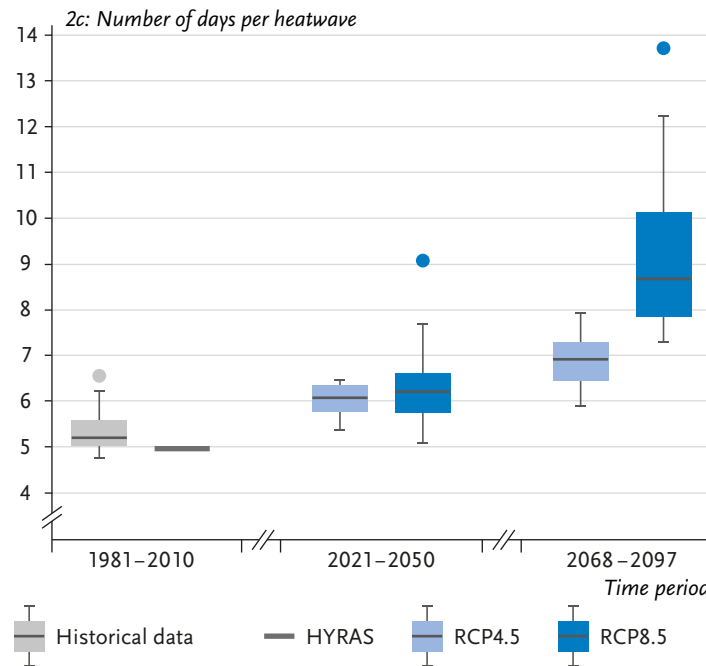 2c: Number of days per heatwave
14
13
12
11
10
9
8
7
6
5
4
1981–2010 2021–2050 2068–2097
Time period
Historical data HYRAS RCP4.5 RCP8.5